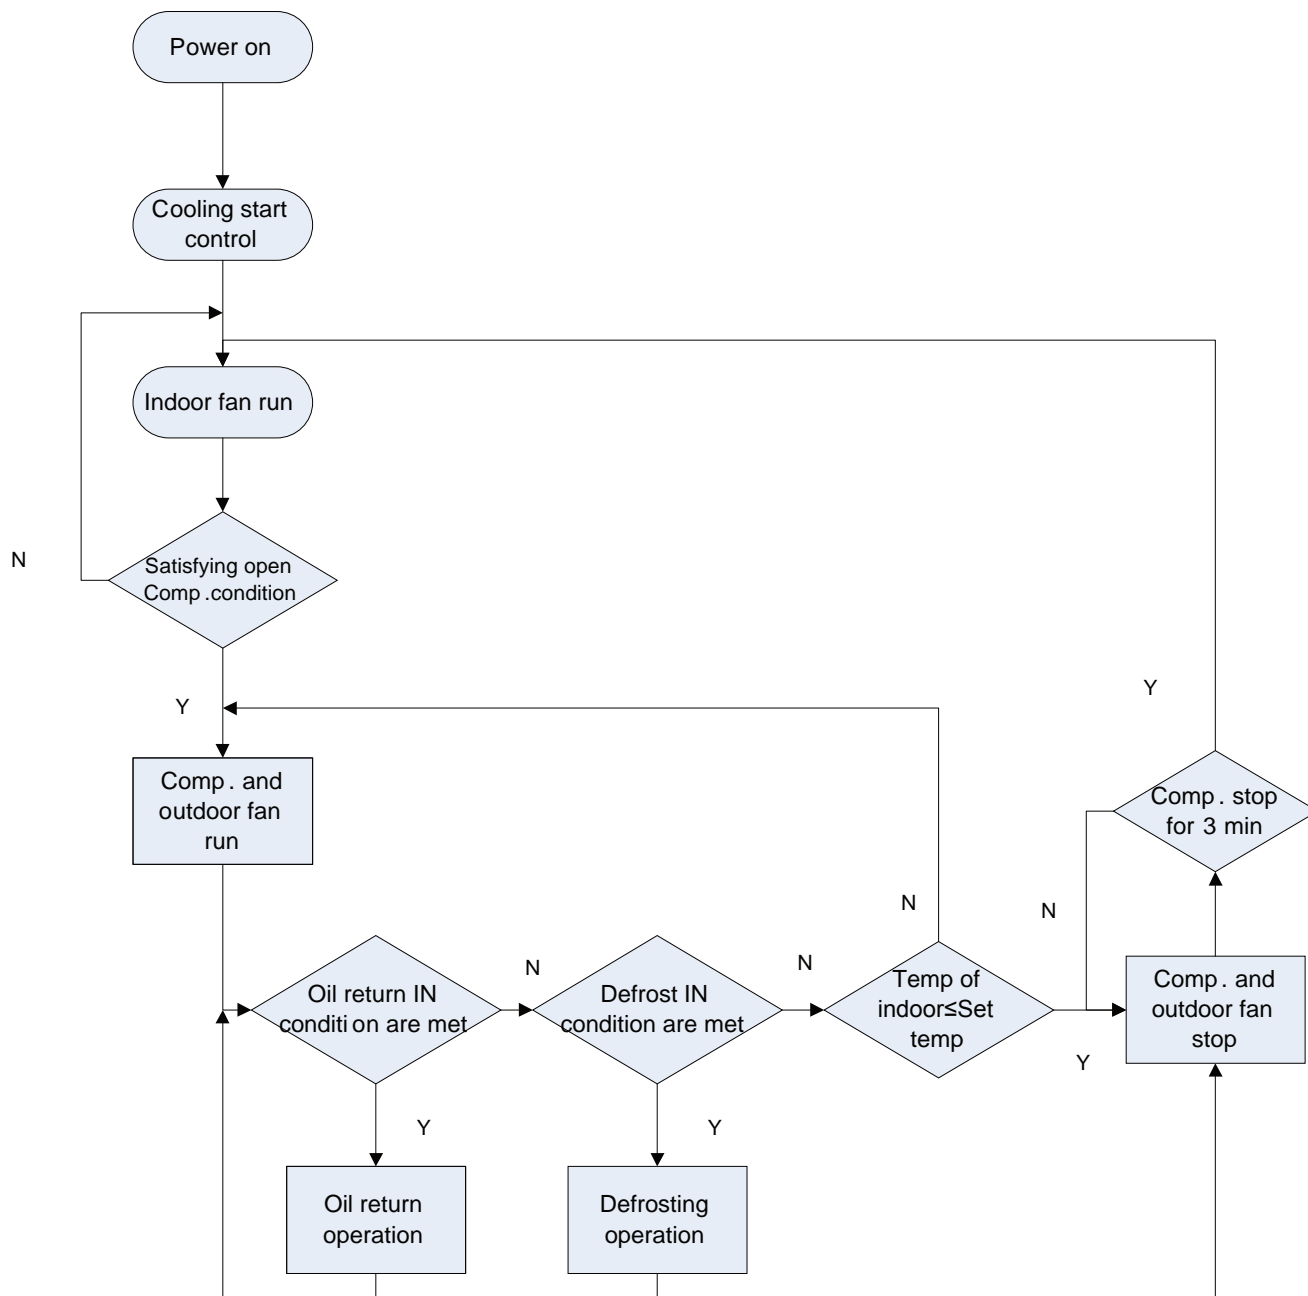 Power on
Cooling start
control
Indoor fan run
N
Satisfying open
Comp.condition
Y
Y
Comp. and
outdoor fan
run
Comp. stop
for 3 min
N
N
Oil return IN
condition are met
N
Defrost IN
condition are met
N
Temp of
indoor≤Set
temp
Y
Comp. and
outdoor fan
stop
Y
Y
Oil return
operation
Defrosting
operation